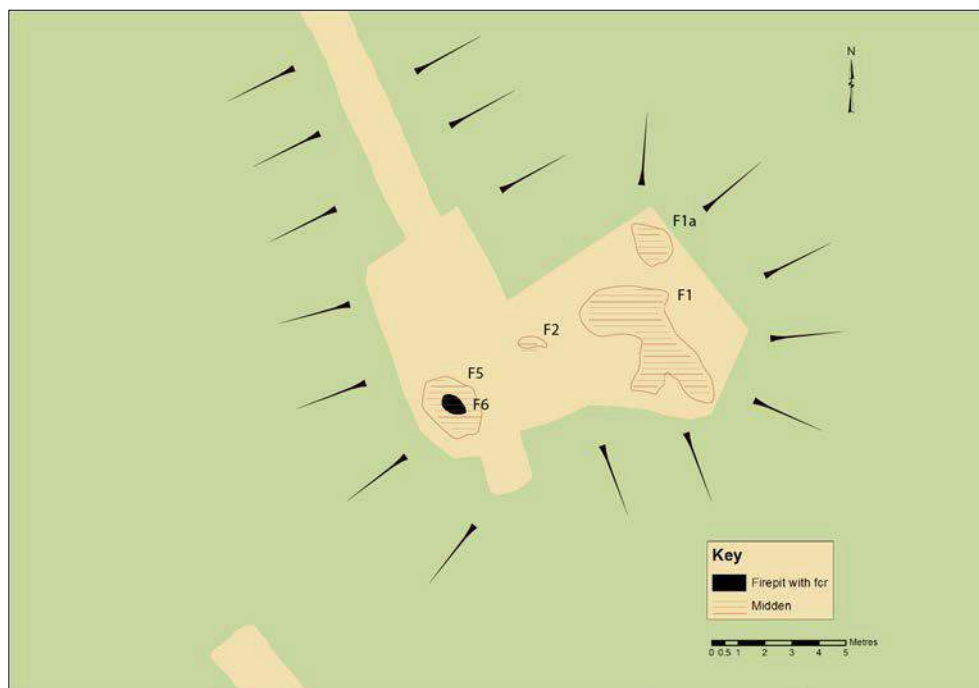 N
F1a
F1
F2
F5
F6
Key
Firepit with fcr
Midden
Metres
0 0.5 1 2 3 4 5